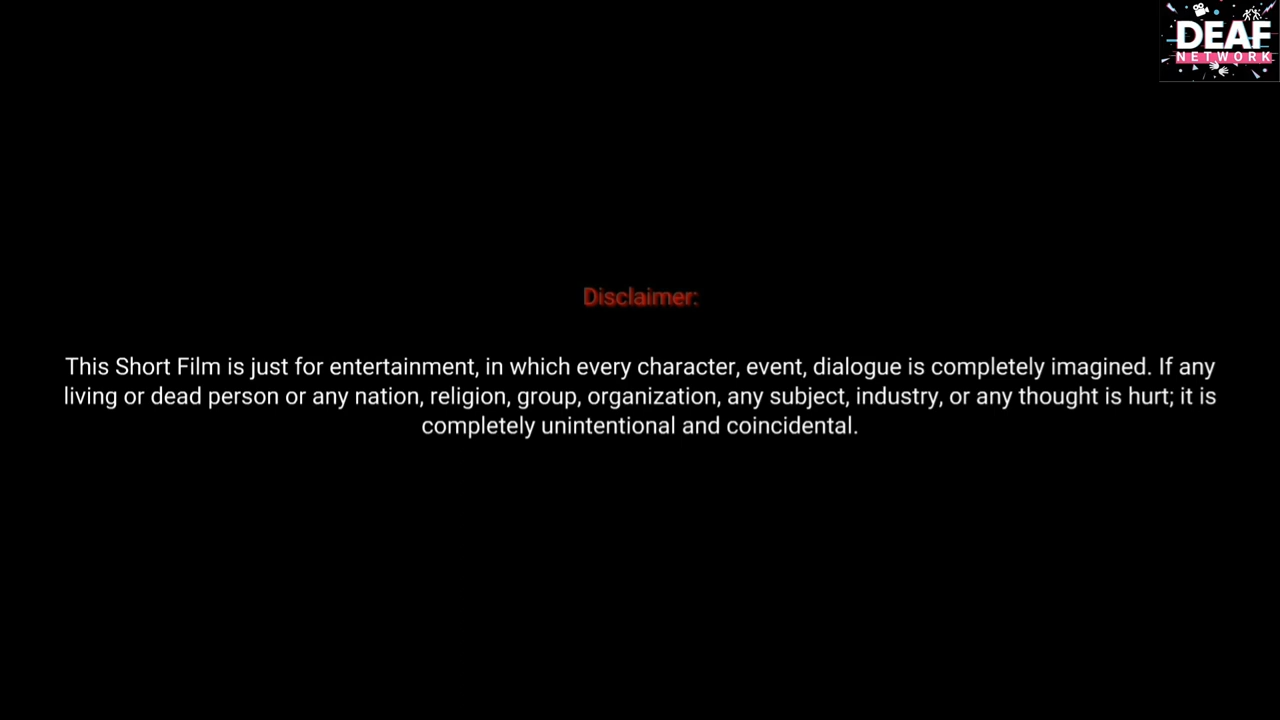 DEAF
NETWORK
Disclaimer:
This Short Film is just for entertainment, in which every character, event, dialogue is completely imagined. If any
living or dead person or any nation, religion, group, organization, any subject, industry, or any thought is hurt; it is
completely unintentional and coincidental.